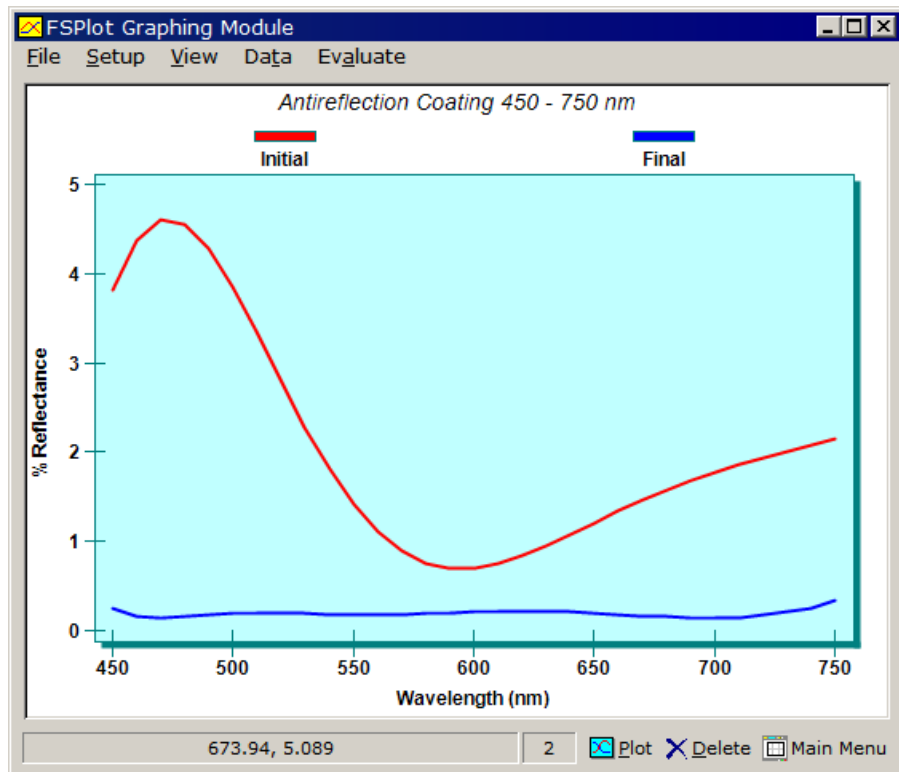 FSPlot Graphing Module
File Setup View Data Evaluate
Antireflection Coating 450 - 750 nm
Initial Final
5
4
3
2
1
0
% Reflectance
450 500 550 600 650 700 750
Wavelength (nm)
673.94, 5.089 2 Plot Delete Main Menu